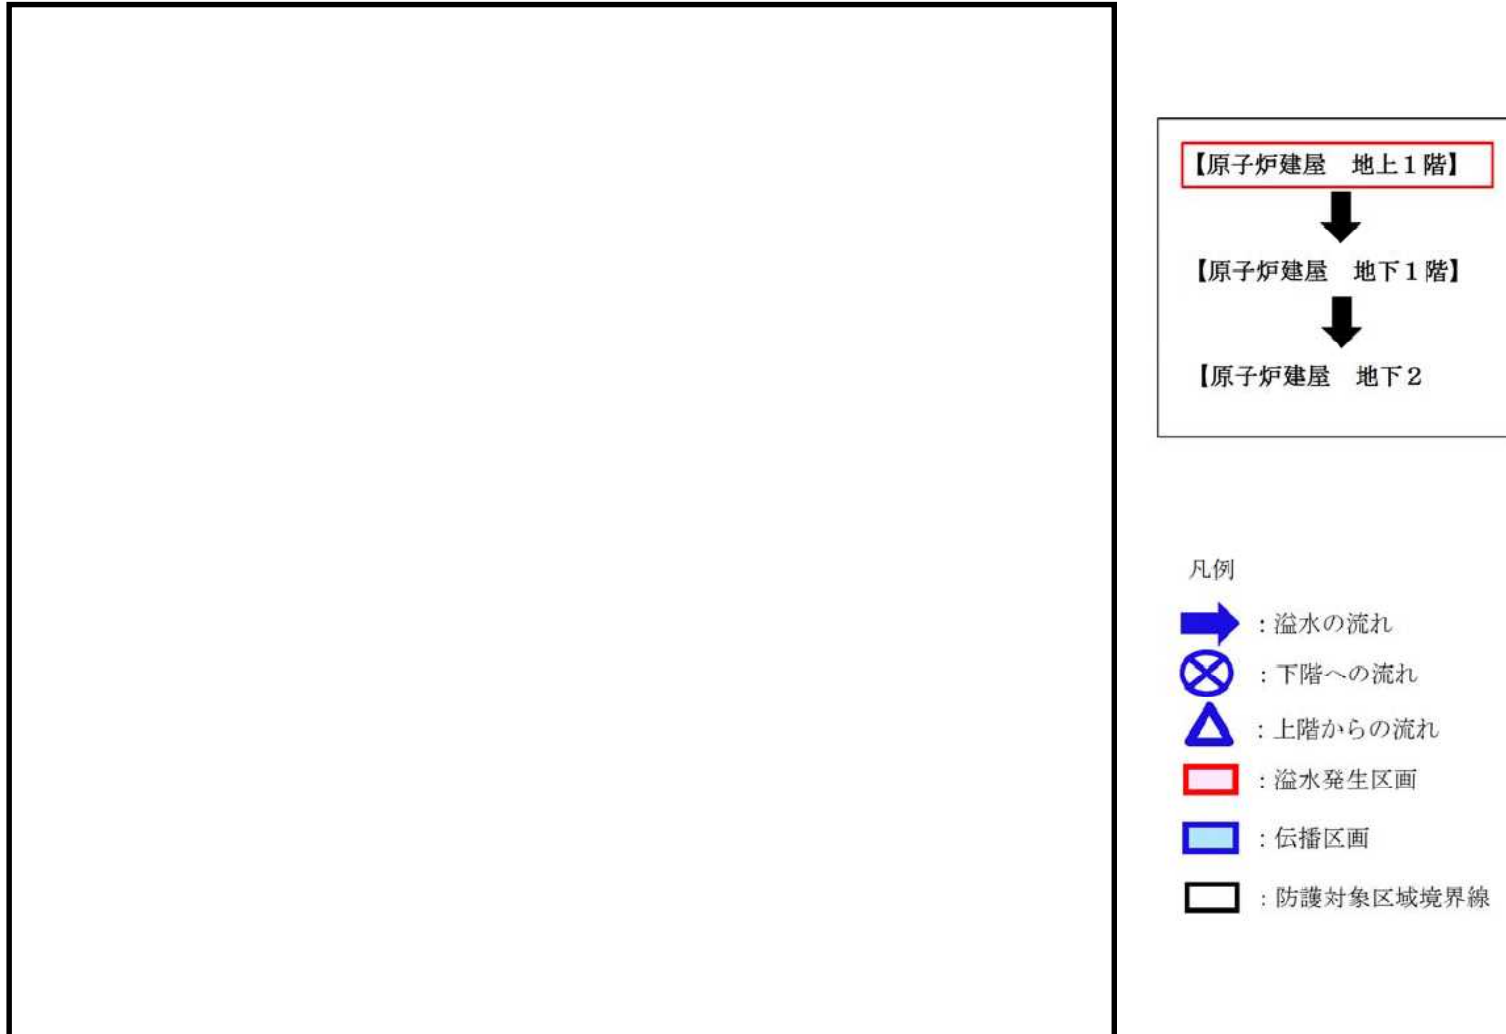 【原子炉建屋　地上１階】
【原子炉建屋　地下１階】
【原子炉建屋　地下２
凡例
：溢水の流れ
：下階への流れ
：上階からの流れ
：溢水発生区画
：伝播区画
：防護対象区域境界線